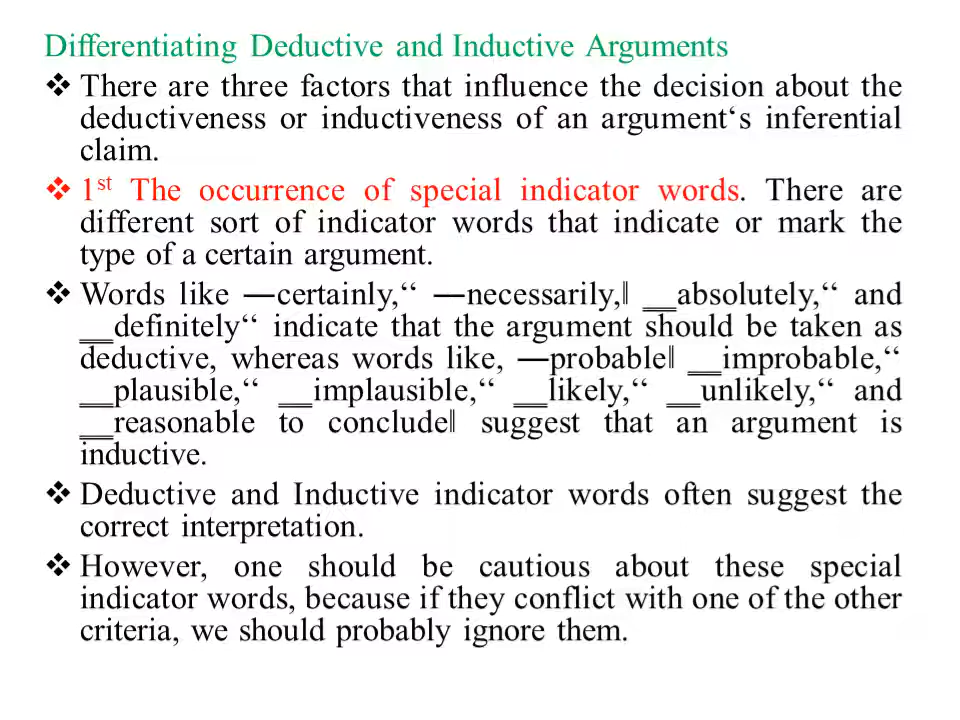 Differentiating Deductive and Inductive Arguments
❖ There are three factors that influence the decision about the
deductiveness or inductiveness of an argument‘s inferential
claim.
❖ 1st The occurrence of special indicator words. There are
different sort of indicator words that indicate or mark the
type of a certain argument.
❖ Words like ―certainly,‘‘ ―necessarily,‖ ‗‗absolutely,‘‘ and
‗‗definitely‘‘ indicate that the argument should be taken as
deductive, whereas words like, ―probable‖ ‗‗improbable,‘‘
‗‗plausible,‘‘ ‗‗implausible,‘‘ ‗‗likely,‘‘ ‗‗unlikely,‘‘ and
‗‗reasonable to conclude‖ suggest that an argument is
inductive.
❖ Deductive and Inductive indicator words often suggest the
correct interpretation.
❖ However, one should be cautious about these special
indicator words, because if they conflict with one of the other
criteria, we should probably ignore them.